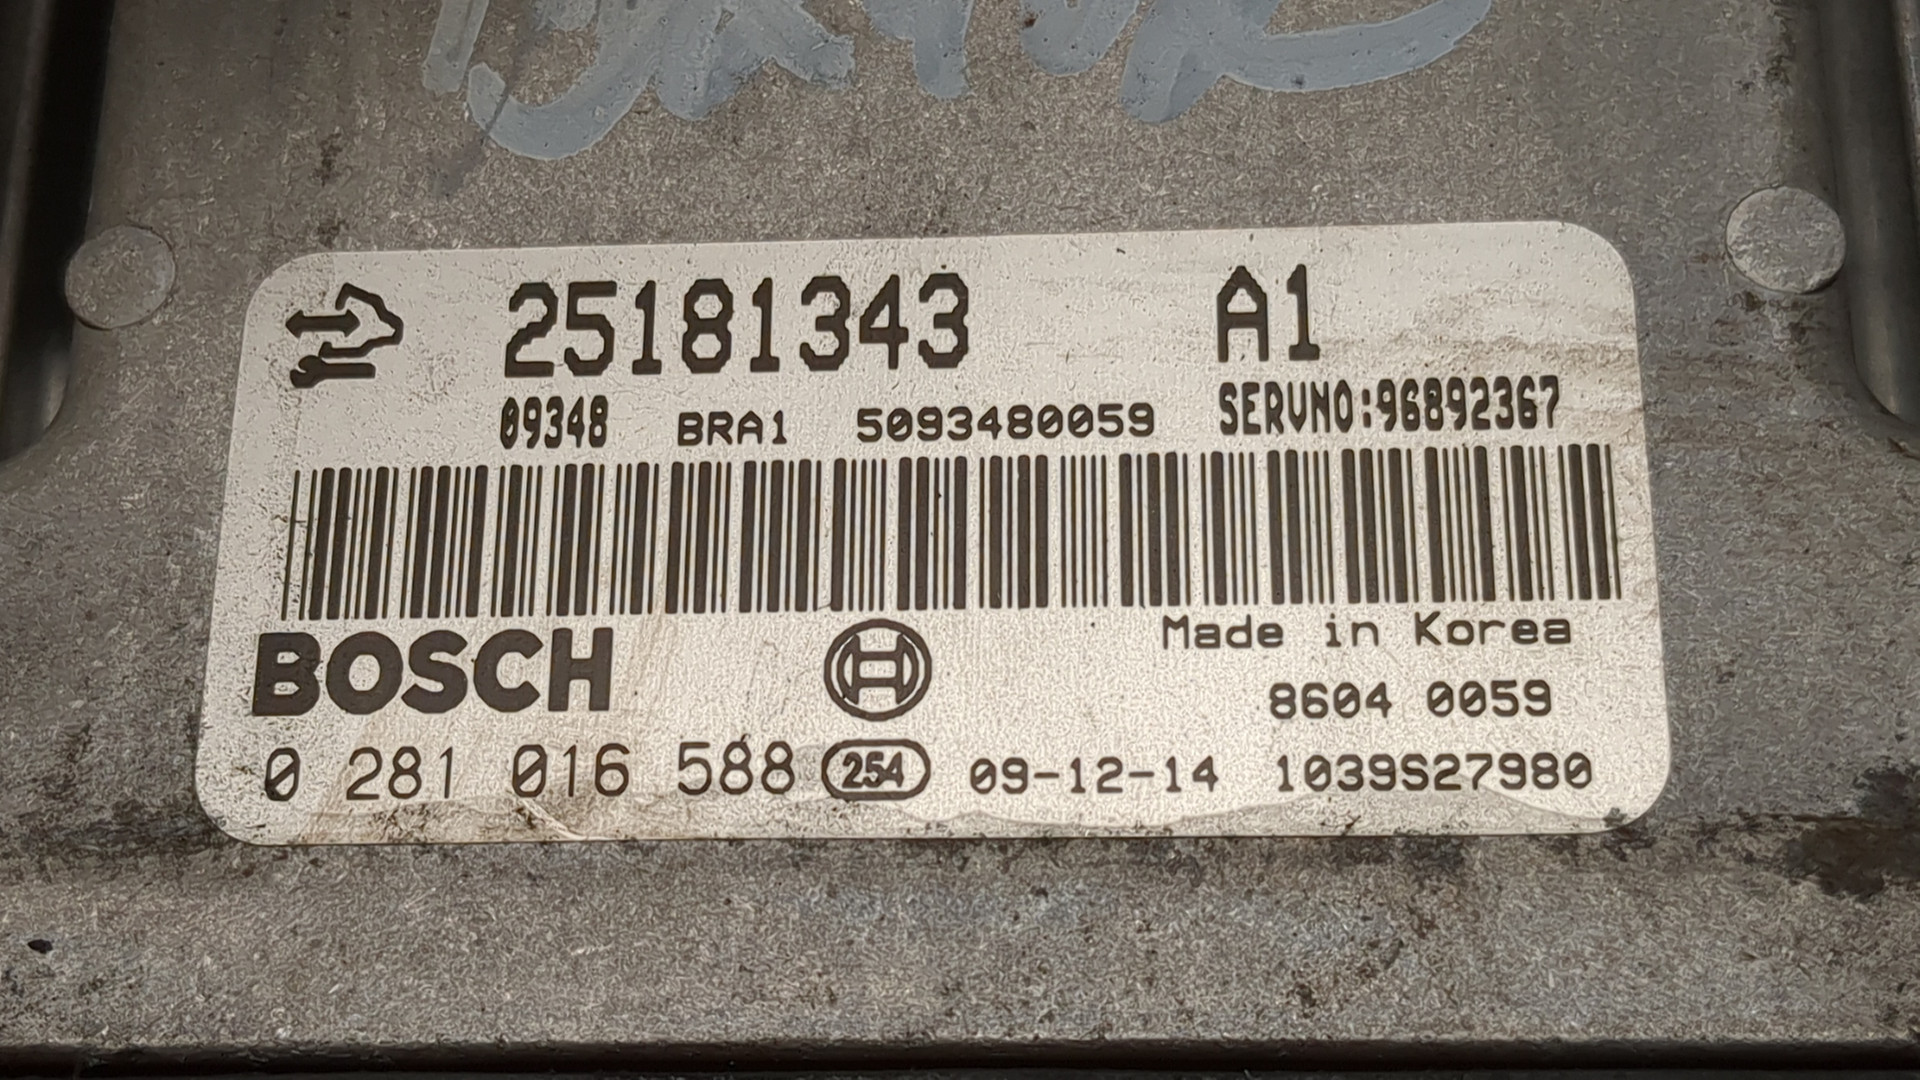 25181343 A1
09348 BRA1 5093480059 SERVNO:96892367
BOSCH
Made in Korea
8604 0059
0 281 016 588 254 09-12-14 1039S27980